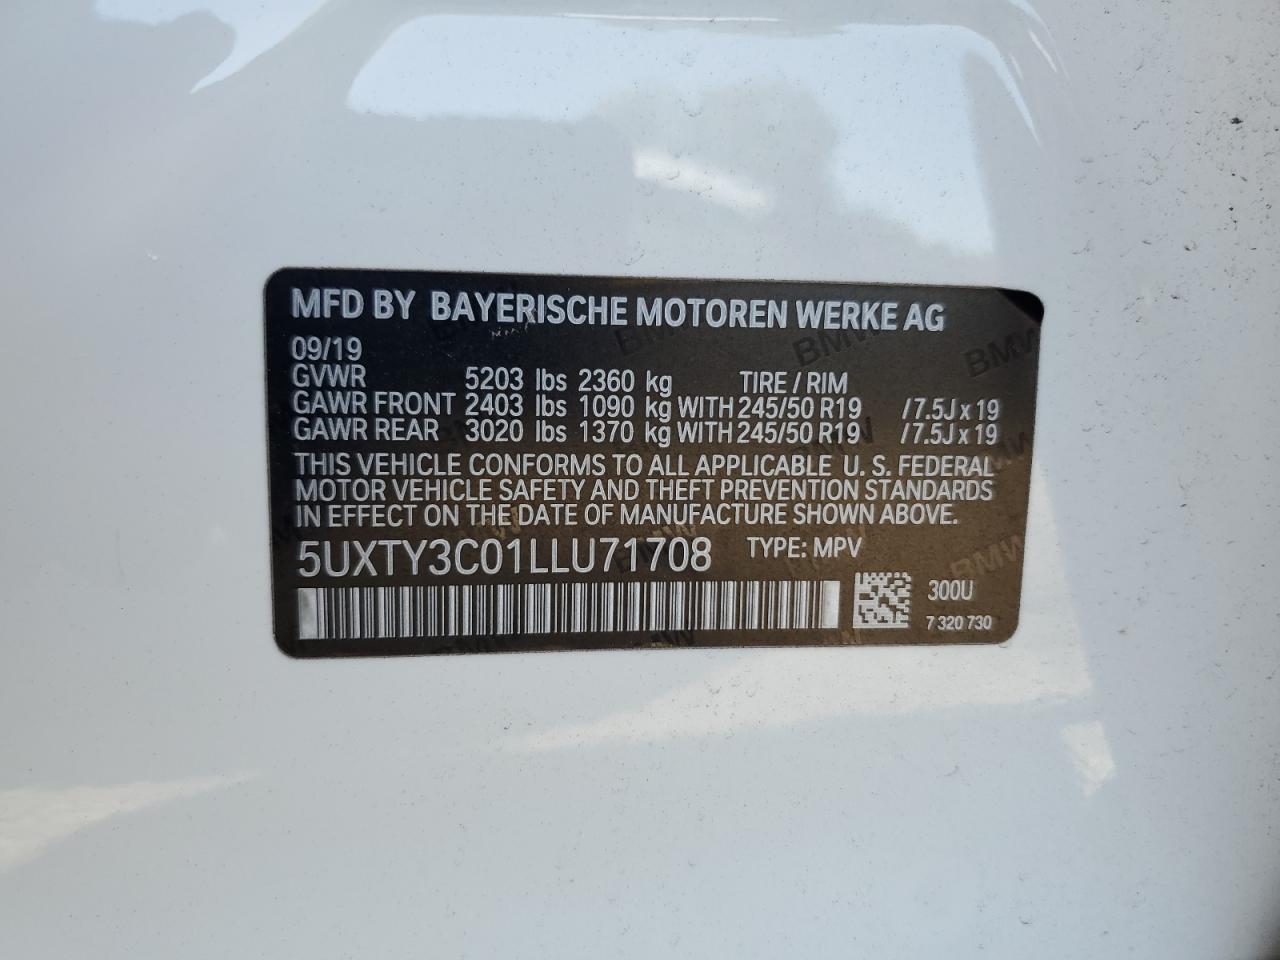 MFD BY BAYERISCHE MOTOREN WERKE AG
09/19
GVWR 5203 lbs 2360 kg TIRE / RIM
GAWR FRONT 2403 lbs 1090 kg WITH 245/50 R19 /7.5J x 19
GAWR REAR 3020 lbs 1370 kg WITH 245/50 R19 /7.5J x 19
THIS VEHICLE CONFORMS TO ALL APPLICABLE U. S. FEDERAL
MOTOR VEHICLE SAFETY AND THEFT PREVENTION STANDARDS
IN EFFECT ON THE DATE OF MANUFACTURE SHOWN ABOVE.
5UXTY3C01LLU71708 TYPE: MPV
300U
7 320 730